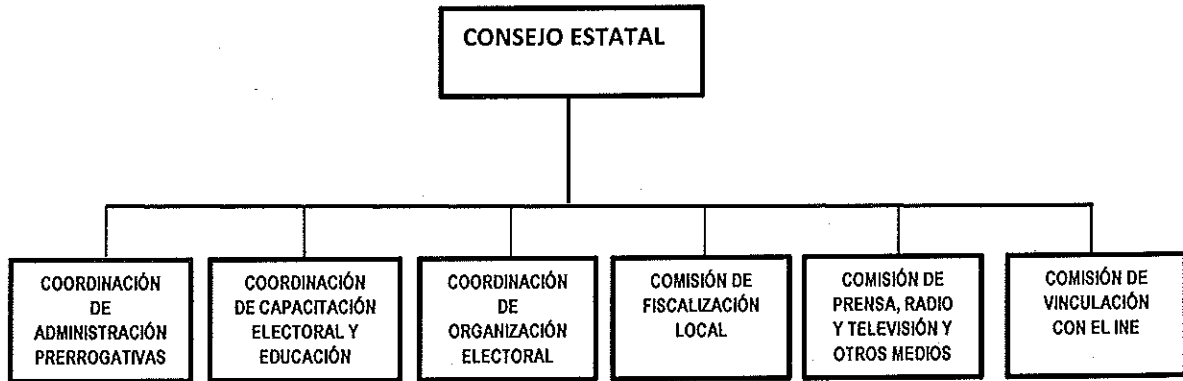 CONSEJO ESTATAL
COORDINACIÓN
DE
ADMINISTRACIÓN
PRERROGATIVAS
COORDINACIÓN
DE CAPACITACIÓN
ELECTORAL Y
EDUCACIÓN
COORDINACIÓN
DE
ORGANIZACIÓN
ELECTORAL
COMISIÓN DE
FISCALIZACIÓN
LOCAL
COMISIÓN DE
PRENSA, RADIO
Y TELEVISIÓN Y
OTROS MEDIOS
COMISIÓN DE
VINCULACIÓN
CON EL INE